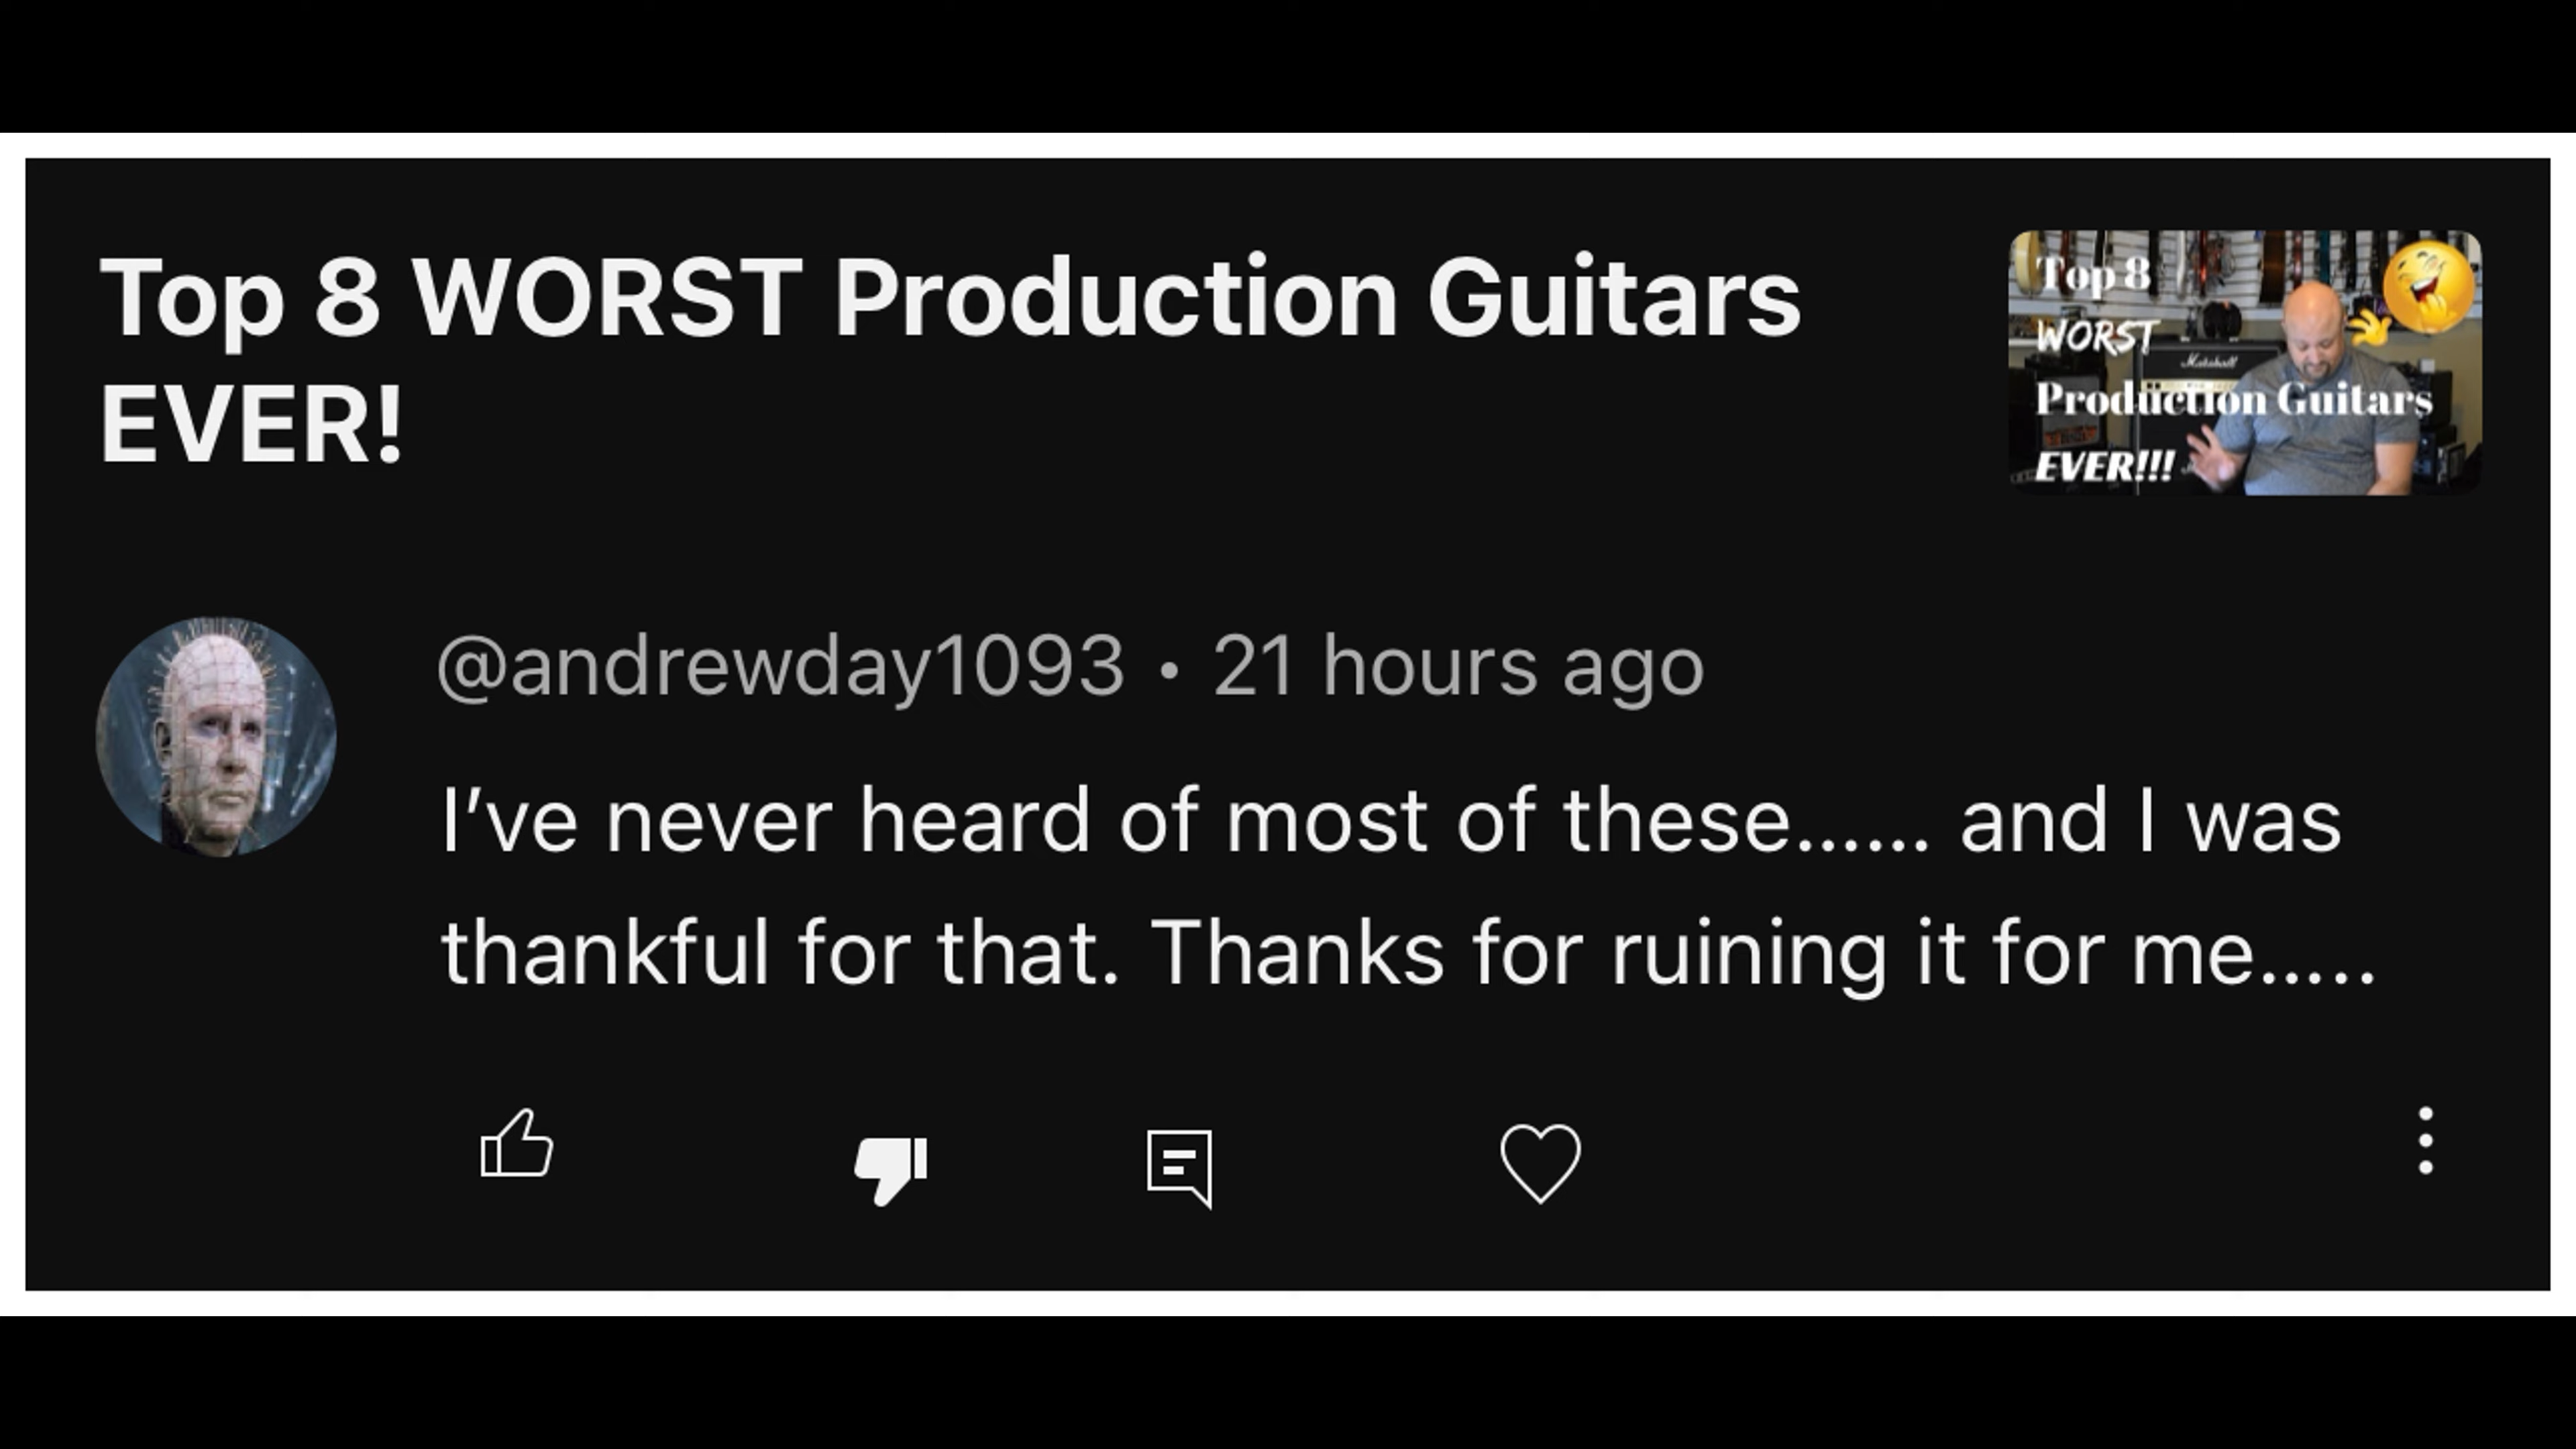 Top 8 WORST Production Guitars
EVER!
Top 8
WORST
Marshall
Production Guitars
EVER!!!
@andrewday1093 • 21 hours ago
I’ve never heard of most of these...... and I was
thankful for that. Thanks for ruining it for me.....